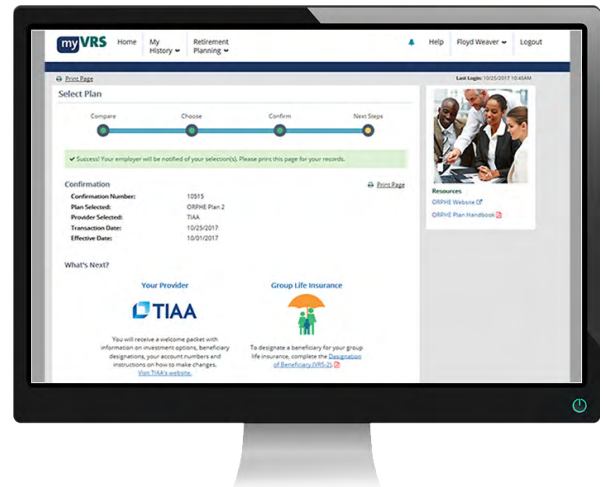 myVRS Home My History Retirement Planning Help Floyd Weaver Logout
Print Page Last Login: 10/25/2017 10:45AM
Select Plan
Compare Choose Confirm Next Steps
Success! Your employer will be notified of your selection(s). Please print this page for your records.
Confirmation Print Page
Confirmation Number: 10515
Plan Selected: ORPHE Plan 2
Provider Selected: TIAA
Transaction Date: 10/25/2017
Effective Date: 10/01/2017
Resources
ORPHE Website
ORPHE Plan Handbook
What's Next?
Your Provider
TIAA
You will receive a welcome packet with
information on investment options, beneficiary
designations, your account numbers and
instructions on how to make changes.
Visit TIAA's website.
Group Life Insurance
To designate a beneficiary for your group
life insurance, complete the Designation
of Beneficiary (VRS-2).